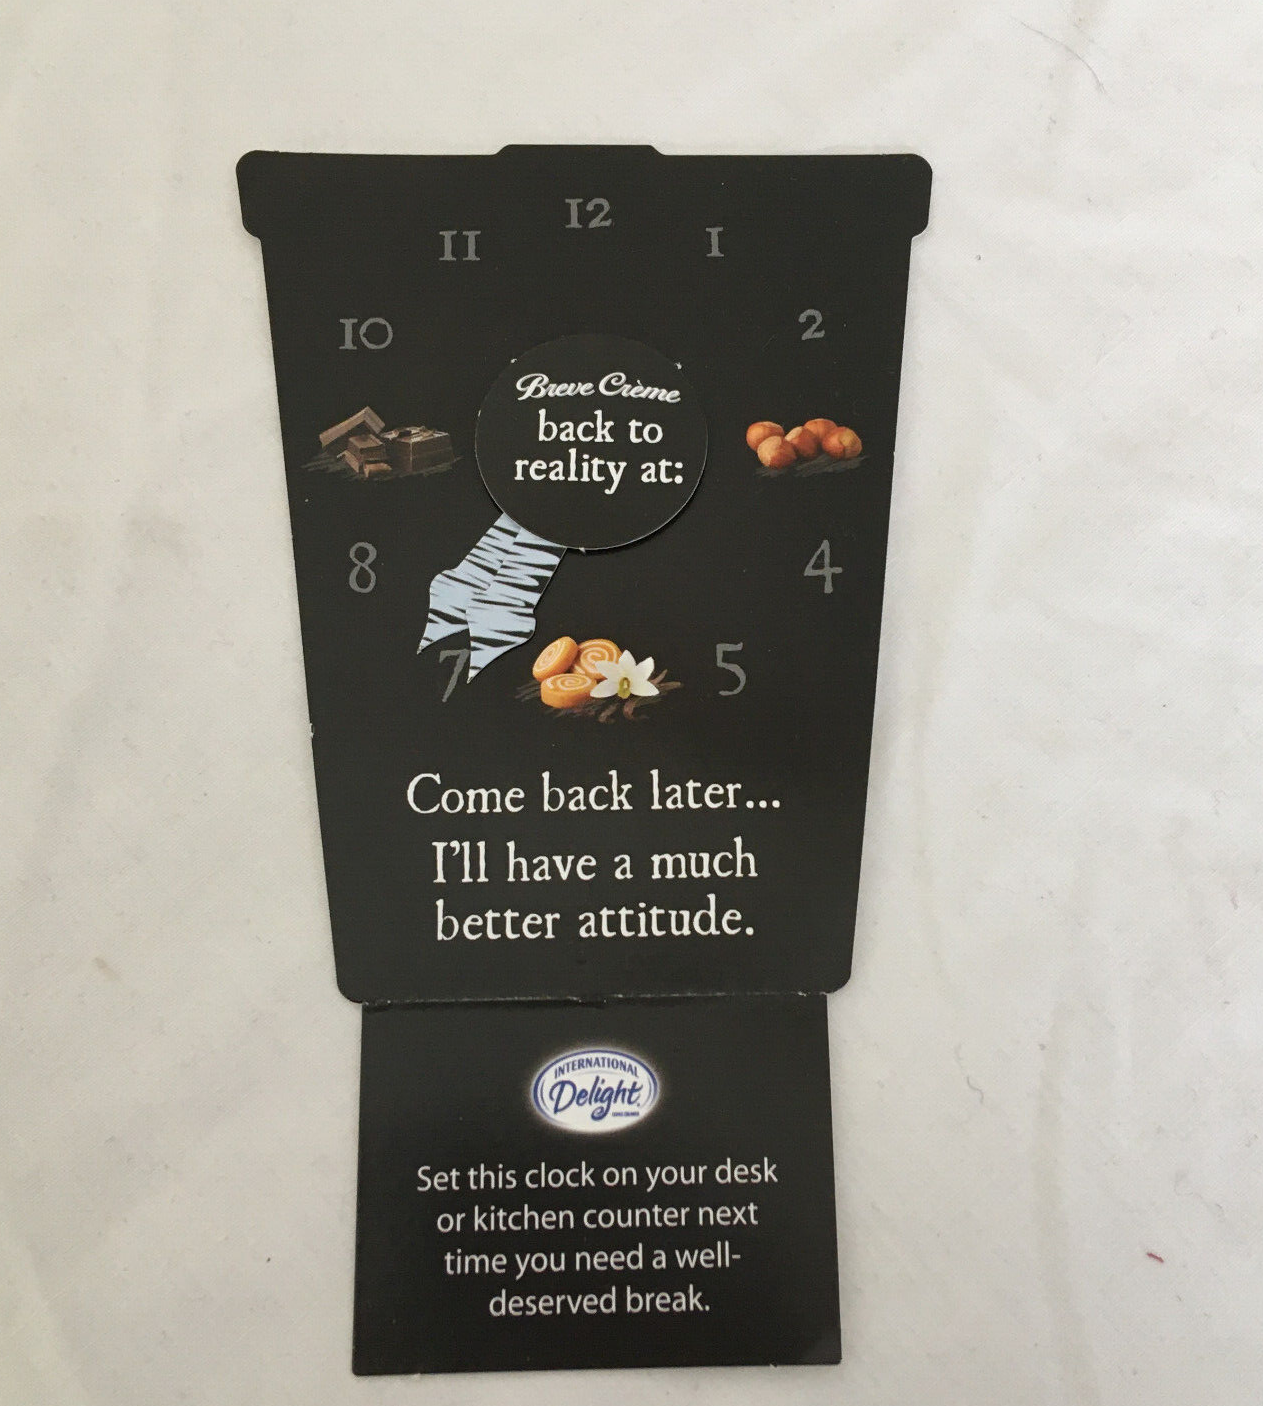 12
11
1
10
2
Breve Crème
back to
reality at:
8
4
7
5
Come back later...
I'll have a much
better attitude.
INTERNATIONAL
Delight
Set this clock on your desk
or kitchen counter next
time you need a well-
deserved break.